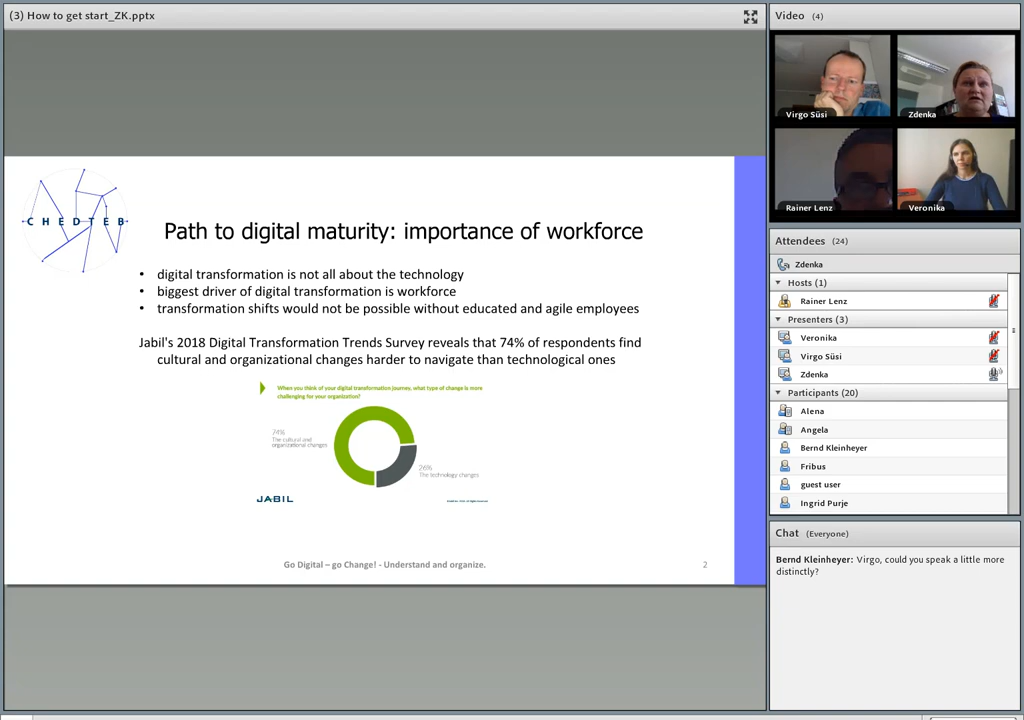 (3) How to get start_ZK.pptx
CHEDTEB
Path to digital maturity: importance of workforce
• digital transformation is not all about the technology
• biggest driver of digital transformation is workforce
• transformation shifts would not be possible without educated and agile employees
Jabil's 2018 Digital Transformation Trends Survey reveals that 74% of respondents find
cultural and organizational changes harder to navigate than technological ones
When you think of your digital transformation journey, what type of change is more
challenging for your organization?
74%
The cultural and
organizational changes
26%
The technology changes
JABIL
Go Digital – go Change! - Understand and organize.
2
Video (4)
Virgo Süsi
Zdenka
Rainer Lenz
Veronika
Attendees (24)
Zdenka
Hosts (1)
Rainer Lenz
Presenters (3)
Veronika
Virgo Süsi
Zdenka
Participants (20)
Alena
Angela
Bernd Kleinheyer
Fribus
guest user
Ingrid Purje
Chat (Everyone)
Bernd Kleinheyer: Virgo, could you speak a little more
distinctly?